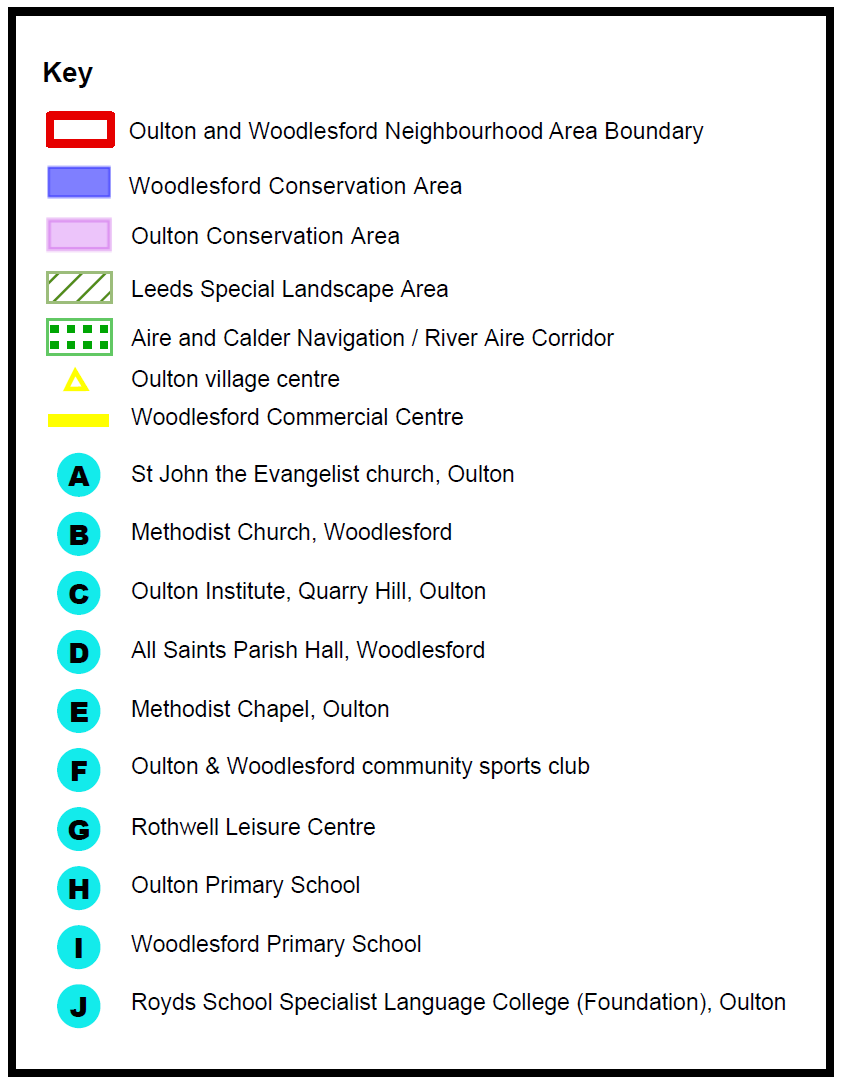 Key
Oulton and Woodlesford Neighbourhood Area Boundary
Woodlesford Conservation Area
Oulton Conservation Area
Leeds Special Landscape Area
Aire and Calder Navigation / River Aire Corridor
Oulton village centre
Woodlesford Commercial Centre
A St John the Evangelist church, Oulton
B Methodist Church, Woodlesford
C Oulton Institute, Quarry Hill, Oulton
D All Saints Parish Hall, Woodlesford
E Methodist Chapel, Oulton
F Oulton & Woodlesford community sports club
G Rothwell Leisure Centre
H Oulton Primary School
I Woodlesford Primary School
J Royds School Specialist Language College (Foundation), Oulton